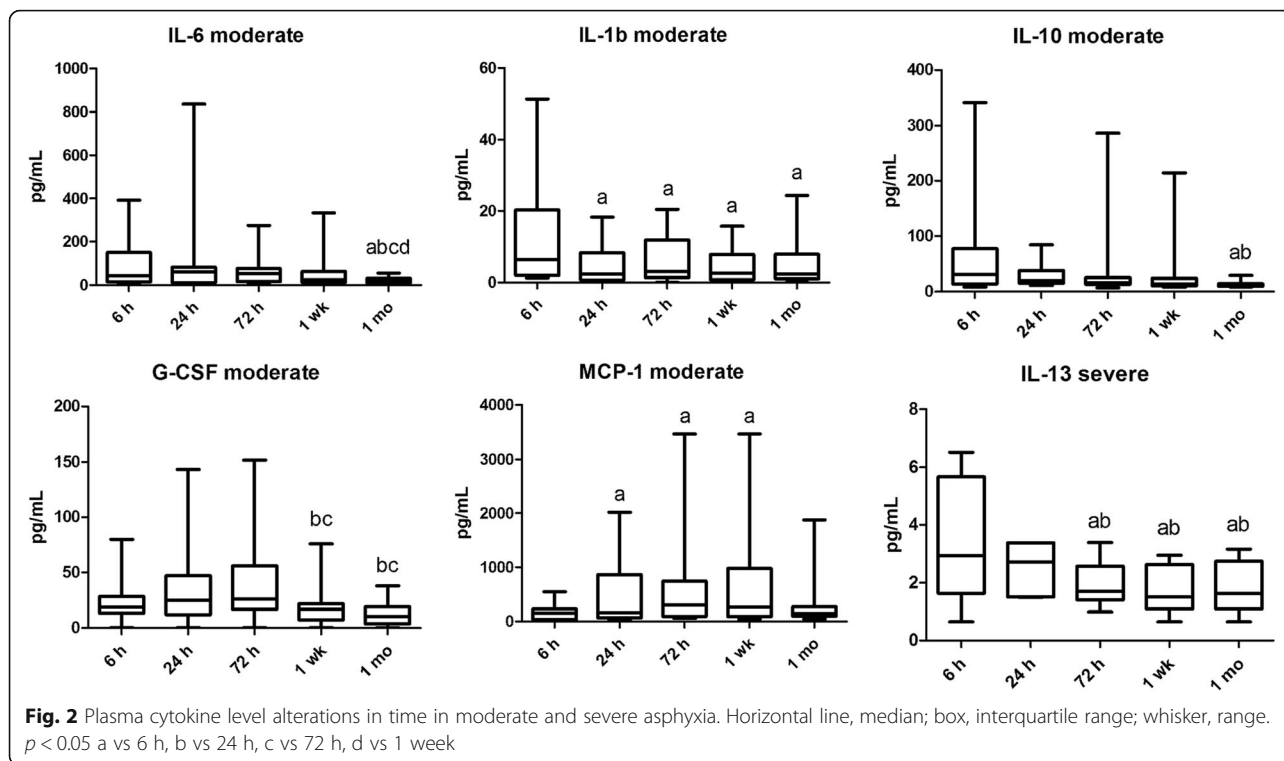 IL-6 moderate
pg/mL
1000
800
600
400
200
0
abcd
6 h
24 h
72 h
1 wk
1 mo
IL-1b moderate
pg/mL
60
40
20
0
a
a
a
a
6 h
24 h
72 h
1 wk
1 mo
IL-10 moderate
pg/mL
400
300
200
100
0
ab
6 h
24 h
72 h
1 wk
1 mo
G-CSF moderate
pg/mL
200
150
100
50
0
bc
bc
6 h
24 h
72 h
1 wk
1 mo
MCP-1 moderate
pg/mL
4000
3000
2000
1000
0
a
a
a
6 h
24 h
72 h
1 wk
1 mo
IL-13 severe
pg/mL
8
6
4
2
0
ab
ab
ab
6 h
24 h
72 h
1 wk
1 mo
Fig. 2 Plasma cytokine level alterations in time in moderate and severe asphyxia. Horizontal line, median; box, interquartile range; whisker, range.
p < 0.05 a vs 6 h, b vs 24 h, c vs 72 h, d vs 1 week